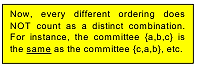 Now, every different ordering does
NOT count as a distinct combination.
For instance, the committee {a,b,c} is
the same as the committee {c,a,b}, etc.